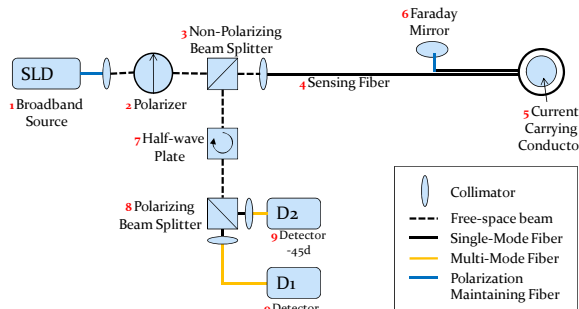 6 Faraday
Mirror
3 Non-Polarizing
Beam Splitter
SLD
4 Sensing Fiber
1 Broadband
Source
2 Polarizer
5 Current
Carrying
Conducto
7 Half-wave
Plate
8 Polarizing
Beam Splitter
D2
9 Detector
-45d
D1
9 Detector
Collimator
Free-space beam
Single-Mode Fiber
Multi-Mode Fiber
Polarization
Maintaining Fiber